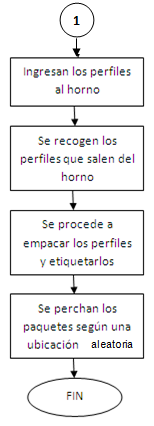 1
Ingresan los perfiles
al horno
Se recogen los
perfiles que salen del
horno
Se procede a
empacar los perfiles
y etiquetarlos
Se perchan los
paquetes según una
ubicación aleatoria
FIN